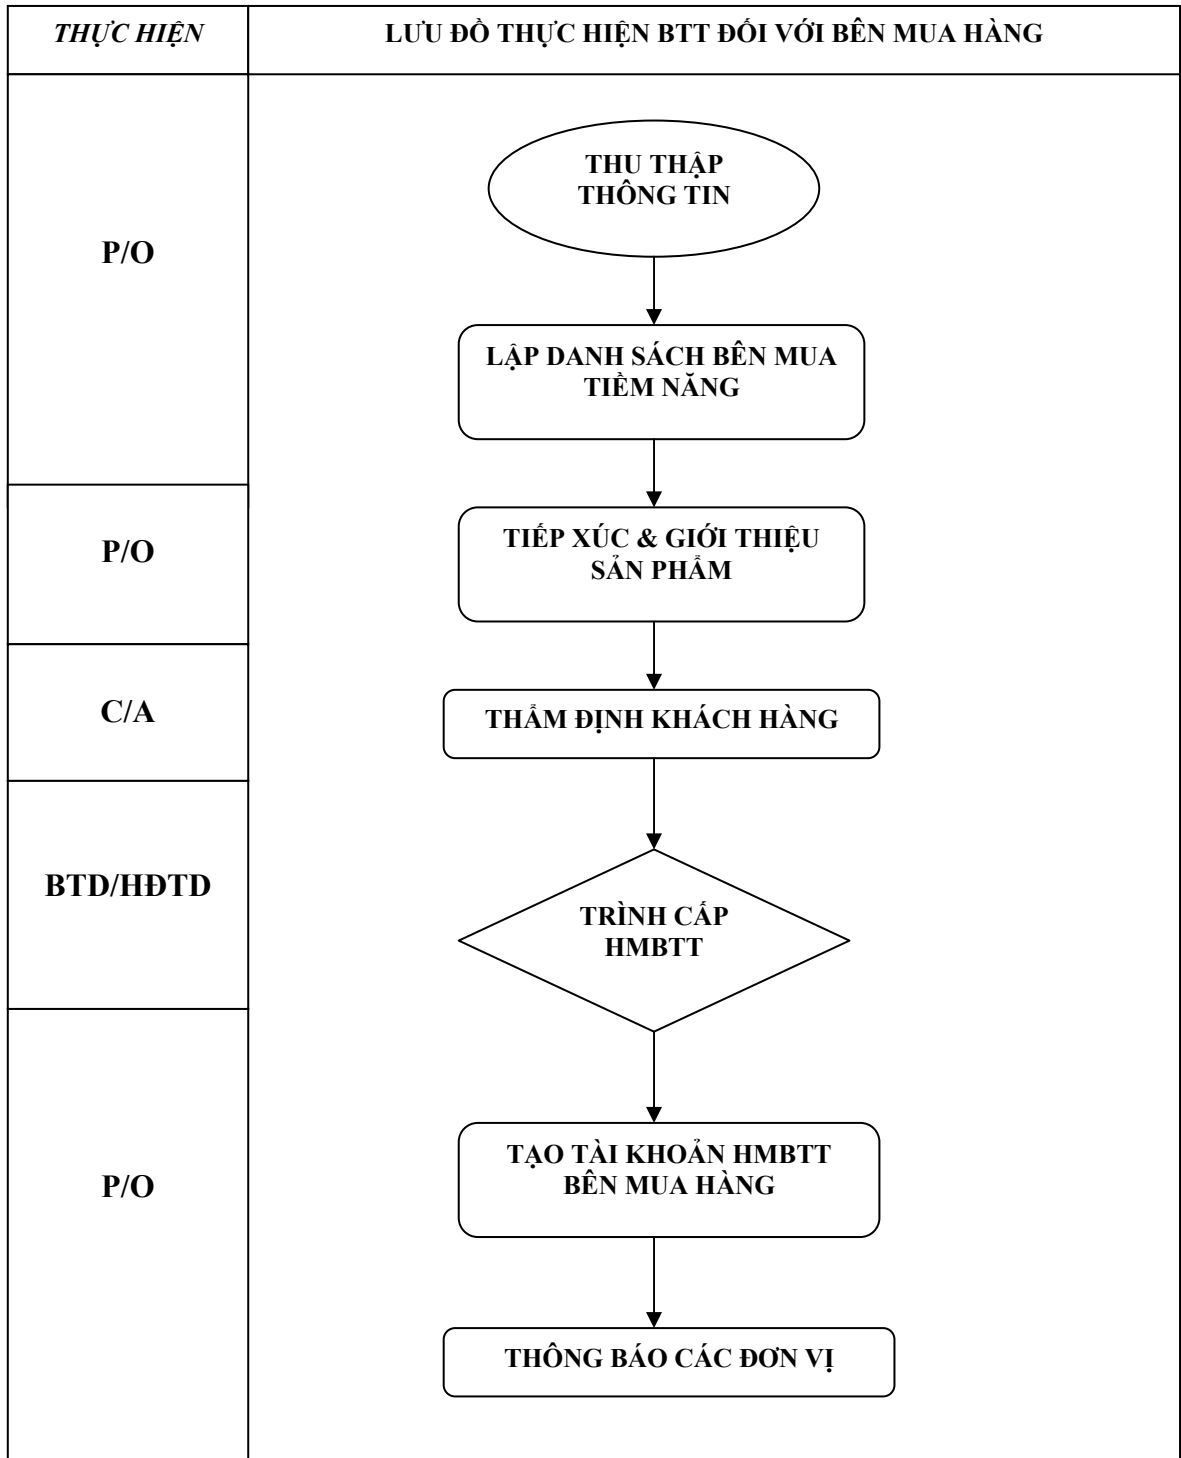 THỰC HIỆN
LƯU ĐỒ THỰC HIỆN BTT ĐỐI VỚI BÊN MUA HÀNG
P/O
THU THẬP
THÔNG TIN
LẬP DANH SÁCH BÊN MUA
TIỀM NĂNG
P/O
TIẾP XÚC & GIỚI THIỆU
SẢN PHẨM
C/A
THẨM ĐỊNH KHÁCH HÀNG
BTD/HĐTD
TRÌNH CẤP
HMBTT
P/O
TẠO TÀI KHOẢN HMBTT
BÊN MUA HÀNG
THÔNG BÁO CÁC ĐƠN VỊ